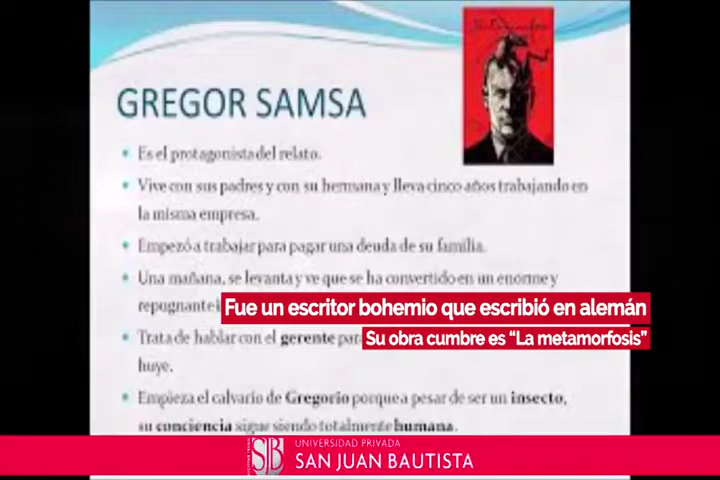 GREGOR SAMSA
Es el protagonista del relato.
Vive con sus padres y con su hermana y lleva cinco años trabajando en
la misma empresa.
Empezó a trabajar para pagar una deuda de su familia.
Una mañana, se levanta y ve que se ha convertido en un enorme y
repugnante
Fue un escritor bohemio que escribió en alemán
Trata de hablar con el gerente
Su obra cumbre es “La metamorfosis”
huye.
Empieza el calvario de Gregorio porque a pesar de ser un insecto,
su conciencia sigue siendo totalmente humana.
SJB
UNIVERSIDAD PRIVADA
SAN JUAN BAUTISTA